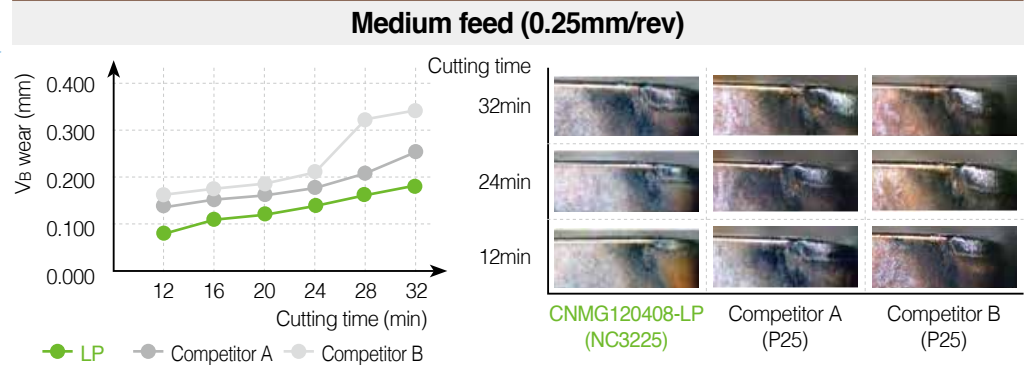 Medium feed (0.25mm/rev)
VB wear (mm)
0.400
0.300
0.200
0.100
0.000
12 16 20 24 28 32
Cutting time (min)
LP Competitor A Competitor B
Cutting time
32min
24min
12min
CNMG120408-LP
(NC3225)
Competitor A
(P25)
Competitor B
(P25)